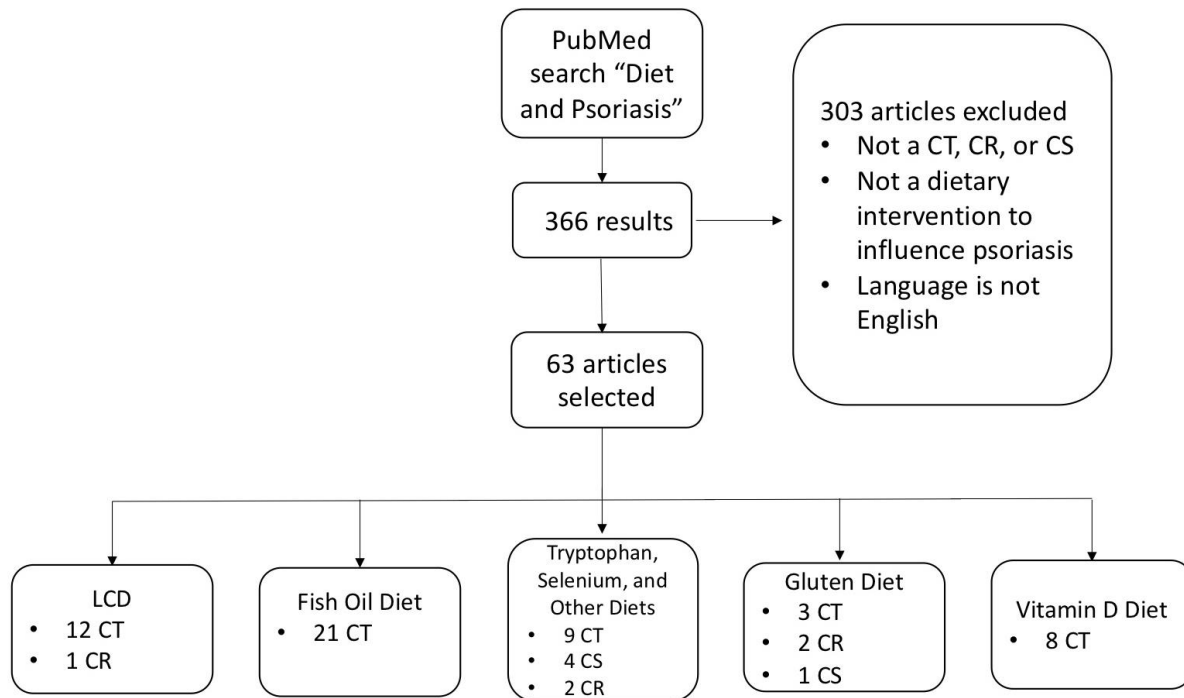 PubMed
search “Diet
and Psoriasis”
303 articles excluded
• Not a CT, CR, or CS
• Not a dietary
intervention to
influence psoriasis
• Language is not
English
366 results
63 articles
selected
LCD
• 12 CT
• 1 CR
Fish Oil Diet
• 21 CT
Tryptophan,
Selenium, and
Other Diets
• 9 CT
• 4 CS
• 2 CR
Gluten Diet
• 3 CT
• 2 CR
• 1 CS
Vitamin D Diet
• 8 CT